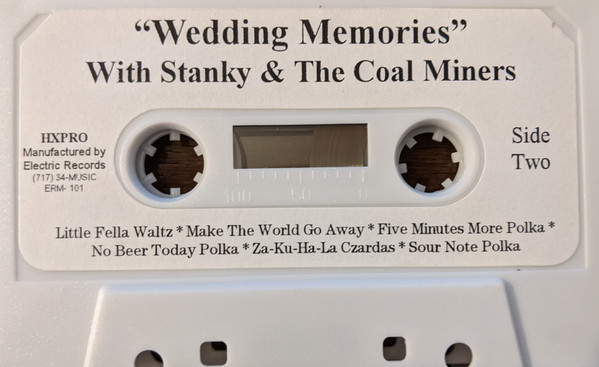 “Wedding Memories”
With Stanky & The Coal Miners
HXPRO
Manufactured by
Electric Records
(717) 34-MUSIC
ERM- 101
Side
Two
100 50 0
Little Fella Waltz * Make The World Go Away * Five Minutes More Polka *
No Beer Today Polka * Za-Ku-Ha-La Czardas * Sour Note Polka